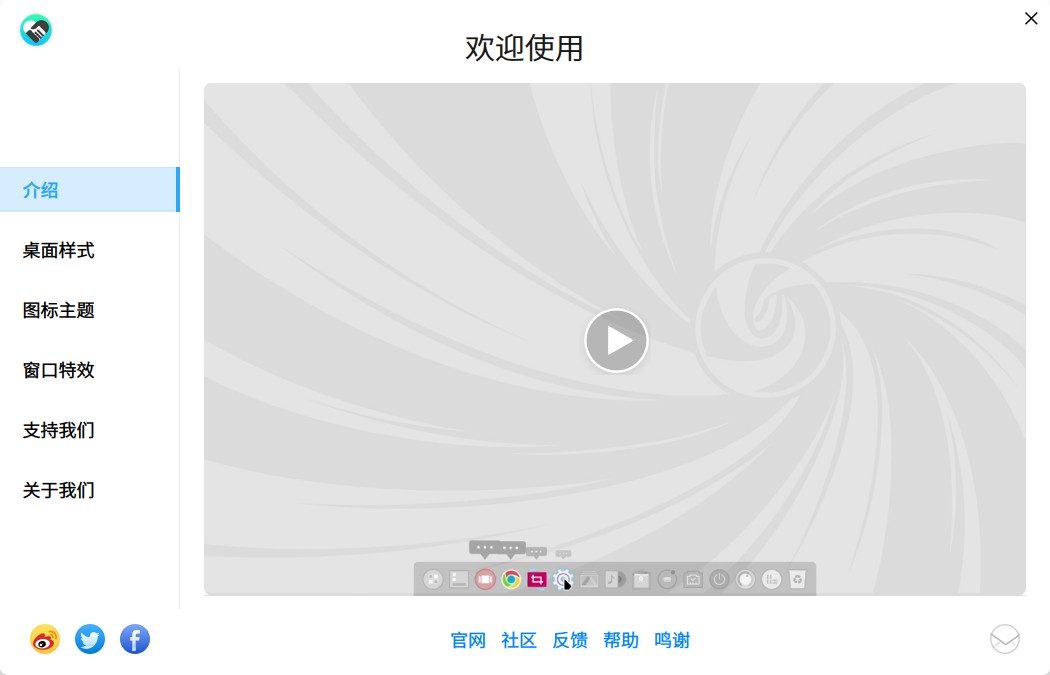 欢迎使用
介绍
桌面样式
图标主题
窗口特效
支持我们
关于我们
官网 社区 反馈 帮助 鸣谢